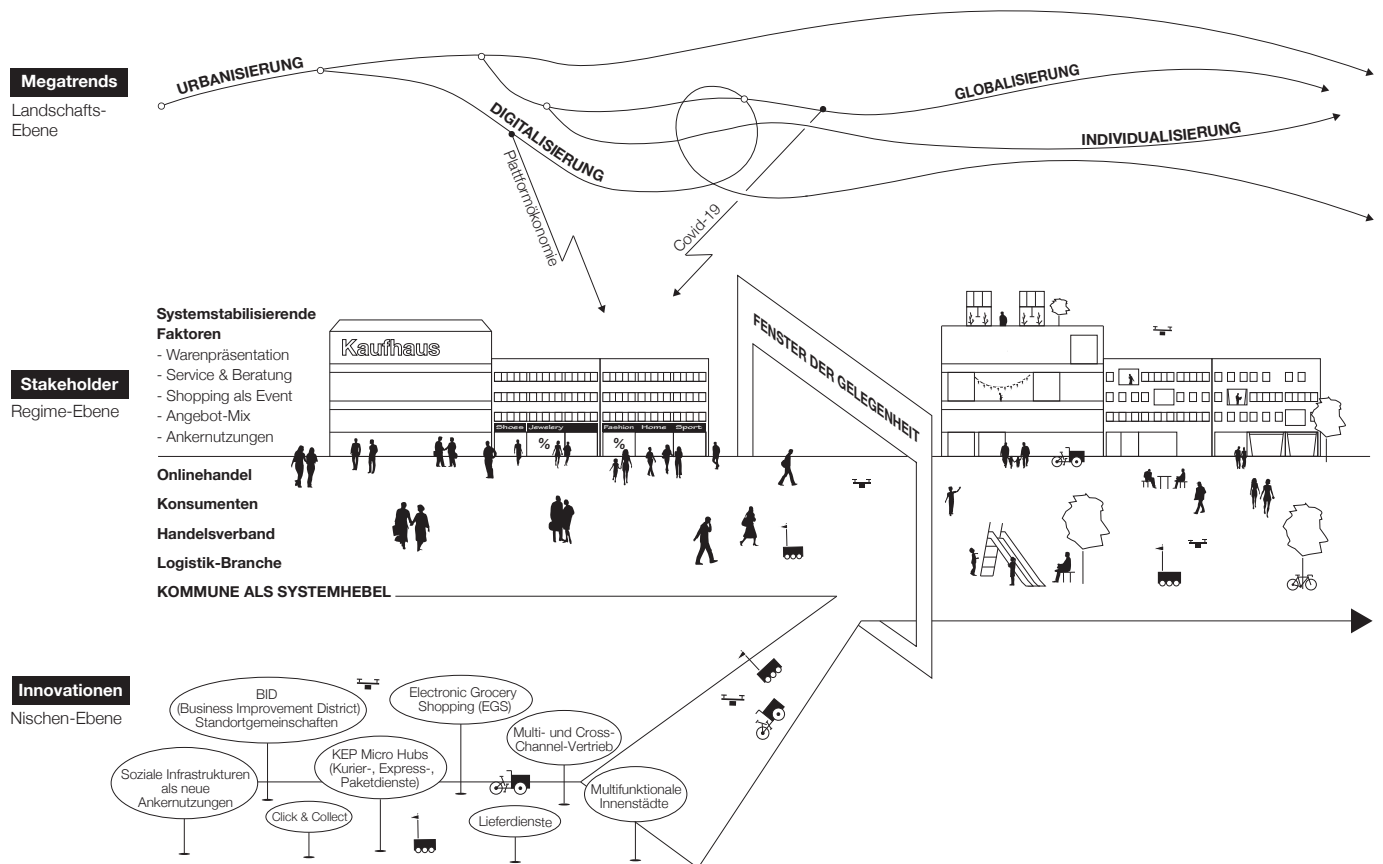 Megatrends
Landschafts-
Ebene
URBANISIERUNG
DIGITALISIERUNG
GLOBALISIERUNG
INDIVIDUALISIERUNG
Plattformökonomie
Covid-19
Stakeholder
Regime-Ebene
Systemstabilisierende
Faktoren
- Warenpräsentation
- Service & Beratung
- Shopping als Event
- Angebot-Mix
- Ankernutzungen
Kaufhaus
Shoes Jewelery
Fashion Home Sport
%
%
FENSTER DER GELEGENHEIT
Onlinehandel
Konsumenten
Handelsverband
Logistik-Branche
KOMMUNE ALS SYSTEMHEBEL
Innovationen
Nischen-Ebene
BID
(Business Improvement District)
Standortgemeinschaften
Electronic Grocery
Shopping (EGS)
Multi- und Cross-
Channel-Vertrieb
Soziale Infrastrukturen
als neue
Ankernutzungen
KEP Micro Hubs
(Kurier-, Express-,
Paketdienste)
Multifunktionale
Innenstädte
Click & Collect
Lieferdienste